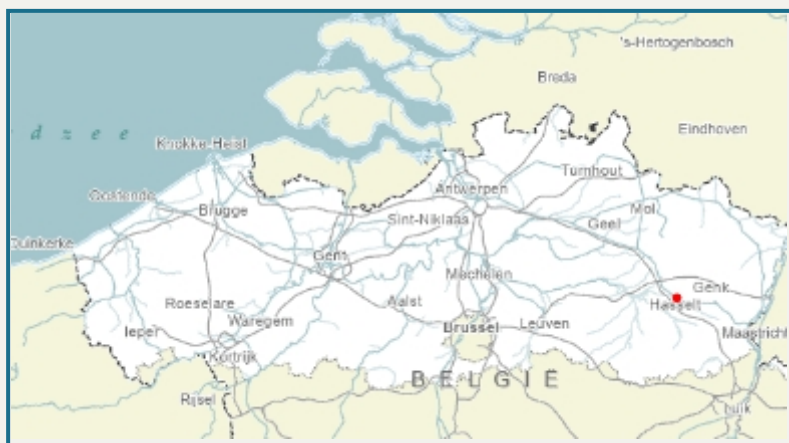 's-Hertogenbosch
Breda
d z e e
Eindhoven
Knokke-Heist
Turnhout
Antwerpen
Oostende
Brugge
Mol
Sint-Niklaas
Geel
Duinkerke
Gent
Mechelen
Genk
Roeselare
Aalst
Hasselt
Waregem
Ieper
Brussel
Leuven
Maastricht
Kortrijk
BELGIË
Rijsel
Luik